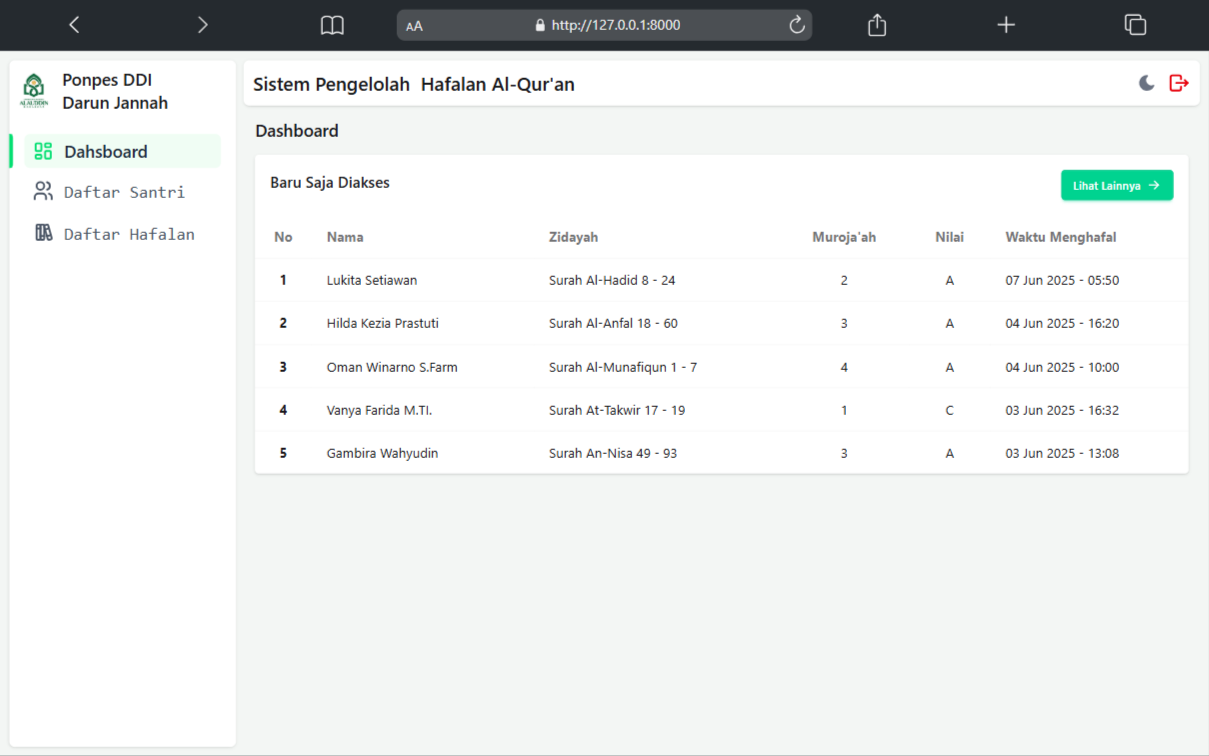 AA http://127.0.0.1:8000
Ponpes DDI
Darun Jannah
Dahsboard
Daftar Santri
Daftar Hafalan
Sistem Pengelolah Hafalan Al-Qur'an
Dashboard
Baru Saja Diakses
Lihat Lainnya →
No Nama Zidayah Muroja'ah Nilai Waktu Menghafal
1 Lukita Setiawan Surah Al-Hadid 8 - 24 2 A 07 Jun 2025 - 05:50
2 Hilda Kezia Prastuti Surah Al-Anfal 18 - 60 3 A 04 Jun 2025 - 16:20
3 Oman Winarno S.Farm Surah Al-Munafiqun 1 - 7 4 A 04 Jun 2025 - 10:00
4 Vanya Farida M.TI. Surah At-Takwir 17 - 19 1 C 03 Jun 2025 - 16:32
5 Gambira Wahyudin Surah An-Nisa 49 - 93 3 A 03 Jun 2025 - 13:08